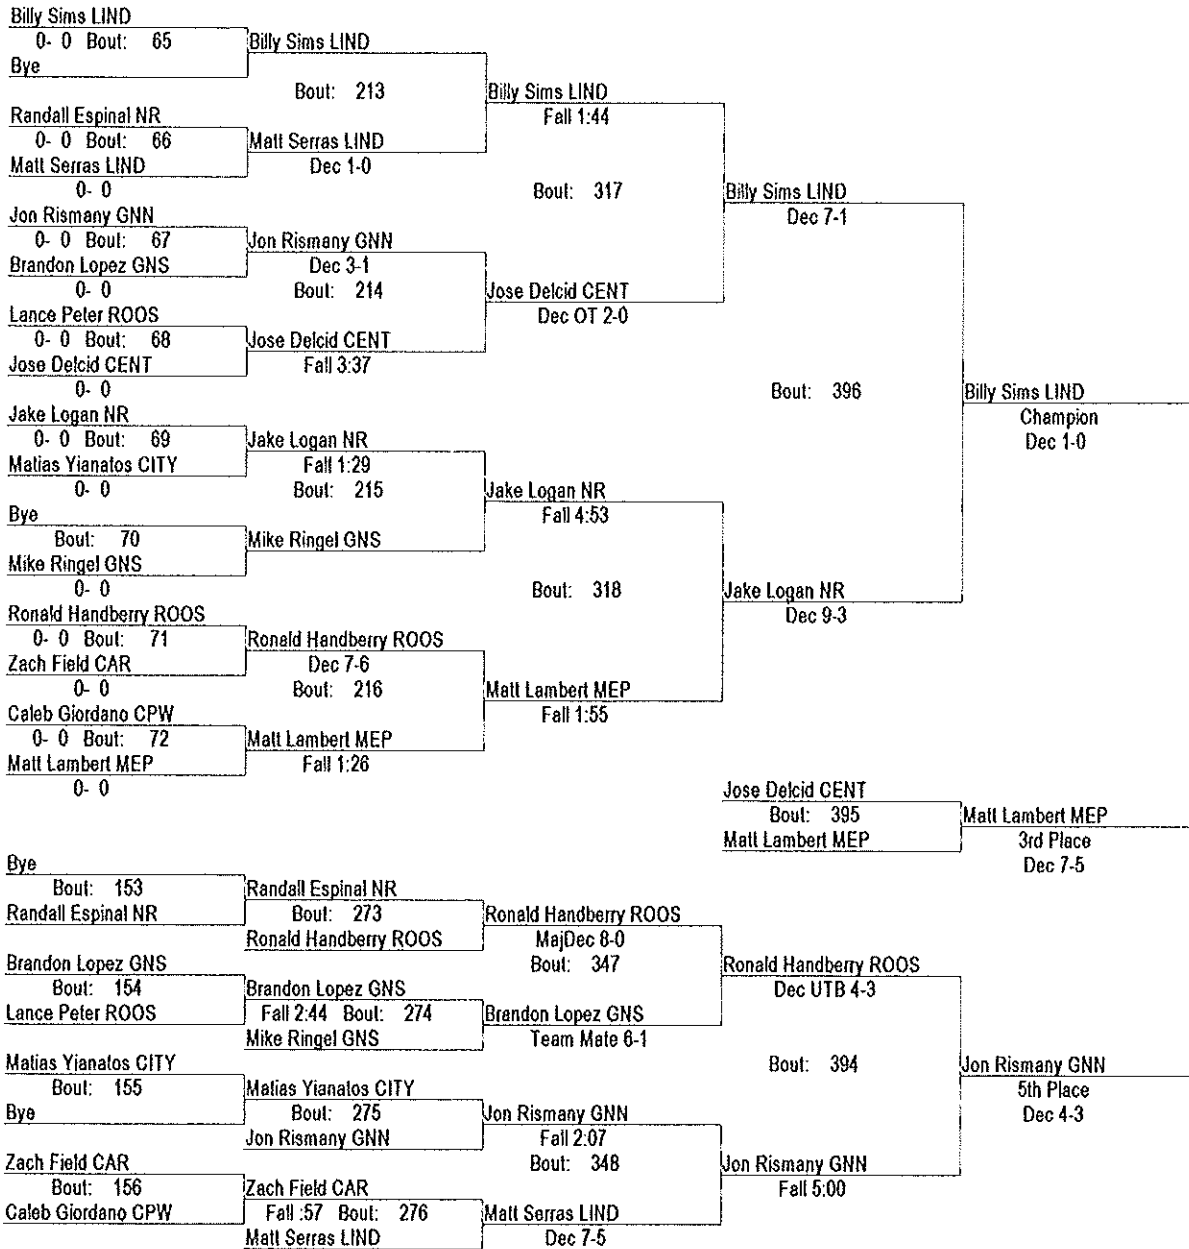 Billy Sims LIND
0- 0 Bout: 65
Bye
Billy Sims LIND
Bout: 213
Randall Espinal NR
0- 0 Bout: 66
Matt Serras LIND
0- 0
Matt Serras LIND
Dec 1-0
Billy Sims LIND
Fall 1:44
Bout: 317
Jon Rismany GNN
0- 0 Bout: 67
Brandon Lopez GNS
0- 0
Jon Rismany GNN
Dec 3-1
Bout: 214
Lance Peter ROOS
0- 0 Bout: 68
Jose Delcid CENT
0- 0
Jose Delcid CENT
Fall 3:37
Jose Delcid CENT
Dec OT 2-0
Billy Sims LIND
Dec 7-1
Bout: 396
Billy Sims LIND
Champion
Dec 1-0
Jake Logan NR
0- 0 Bout: 69
Matias Yianatos CITY
0- 0
Jake Logan NR
Fall 1:29
Bout: 215
Bye
Bout: 70
Mike Ringel GNS
0- 0
Mike Ringel GNS
Jake Logan NR
Fall 4:53
Bout: 318
Ronald Handberry ROOS
0- 0 Bout: 71
Zach Field CAR
0- 0
Ronald Handberry ROOS
Dec 7-6
Bout: 216
Caleb Giordano CPW
0- 0 Bout: 72
Matt Lambert MEP
0- 0
Matt Lambert MEP
Fall 1:26
Matt Lambert MEP
Fall 1:55
Jake Logan NR
Dec 9-3
Jose Delcid CENT
Bout: 395
Matt Lambert MEP
Matt Lambert MEP
3rd Place
Dec 7-5
Bye
Bout: 153
Randall Espinal NR
Randall Espinal NR
Bout: 273
Ronald Handberry ROOS
Ronald Handberry ROOS
MajDec 8-0
Bout: 347
Brandon Lopez GNS
Bout: 154
Lance Peter ROOS
Brandon Lopez GNS
Fall 2:44 Bout: 274
Mike Ringel GNS
Brandon Lopez GNS
Team Mate 6-1
Ronald Handberry ROOS
Dec UTB 4-3
Bout: 394
Jon Rismany GNN
5th Place
Dec 4-3
Matias Yianatos CITY
Bout: 155
Bye
Matias Yianatos CITY
Bout: 275
Jon Rismany GNN
Jon Rismany GNN
Fall 2:07
Bout: 348
Zach Field CAR
Bout: 156
Caleb Giordano CPW
Zach Field CAR
Fall :57 Bout: 276
Matt Serras LIND
Matt Serras LIND
Dec 7-5
Jon Rismany GNN
Fall 5:00